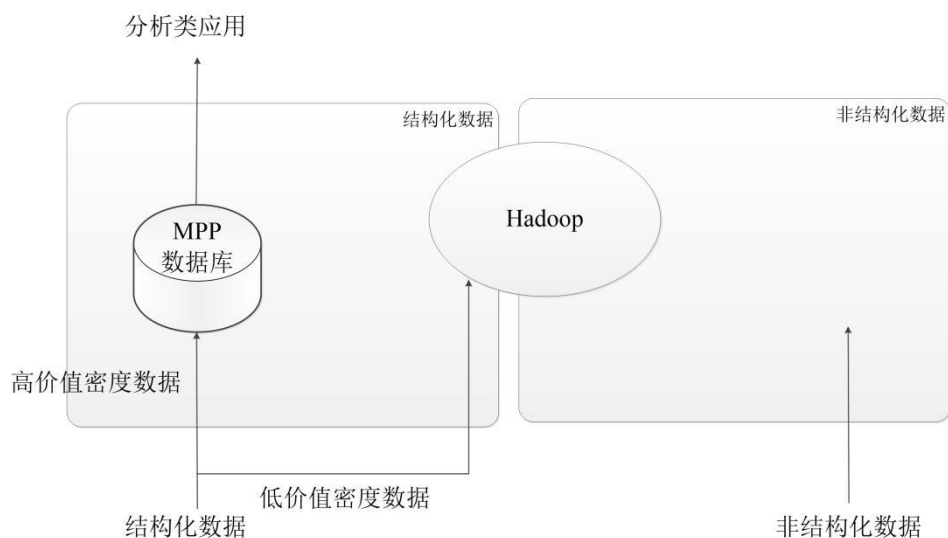 分析类应用
结构化数据
非结构化数据
Hadoop
MPP
数据库
高价值密度数据
低价值密度数据
结构化数据
非结构化数据